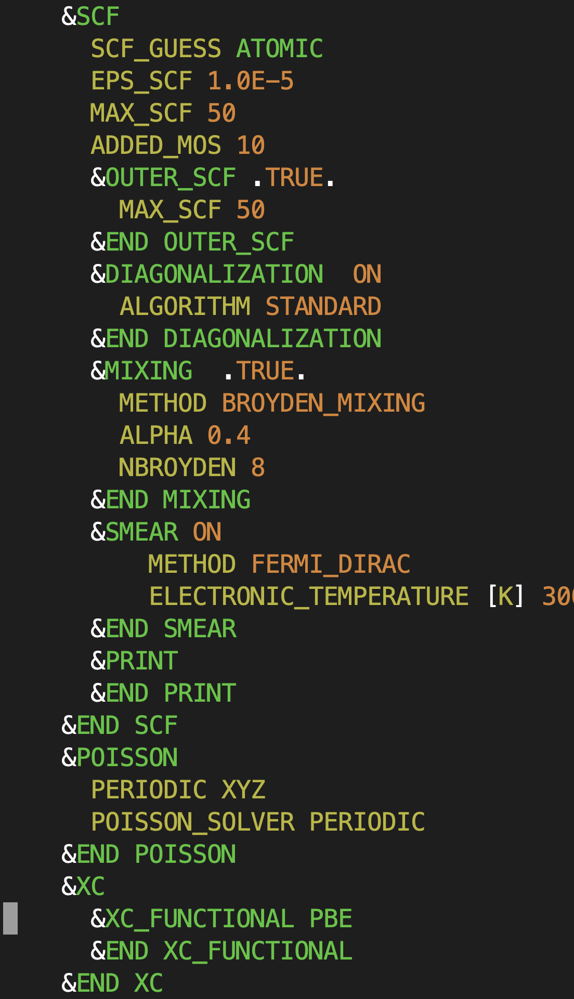 &SCF
SCF_GUESS ATOMIC
EPS_SCF 1.0E-5
MAX_SCF 50
ADDED_MOS 10
&OUTER_SCF .TRUE.
MAX_SCF 50
&END OUTER_SCF
&DIAGONALIZATION  ON
ALGORITHM STANDARD
&END DIAGONALIZATION
&MIXING  .TRUE.
METHOD BROYDEN_MIXING
ALPHA 0.4
NBROYDEN 8
&END MIXING
&SMEAR ON
METHOD FERMI_DIRAC
ELECTRONIC_TEMPERATURE [K]
&END SMEAR
&PRINT
&END PRINT
&END SCF
&POISSON
PERIODIC XYZ
POISSON_SOLVER PERIODIC
&END POISSON
&XC
&XC_FUNCTIONAL PBE
&END XC_FUNCTIONAL
&END XC